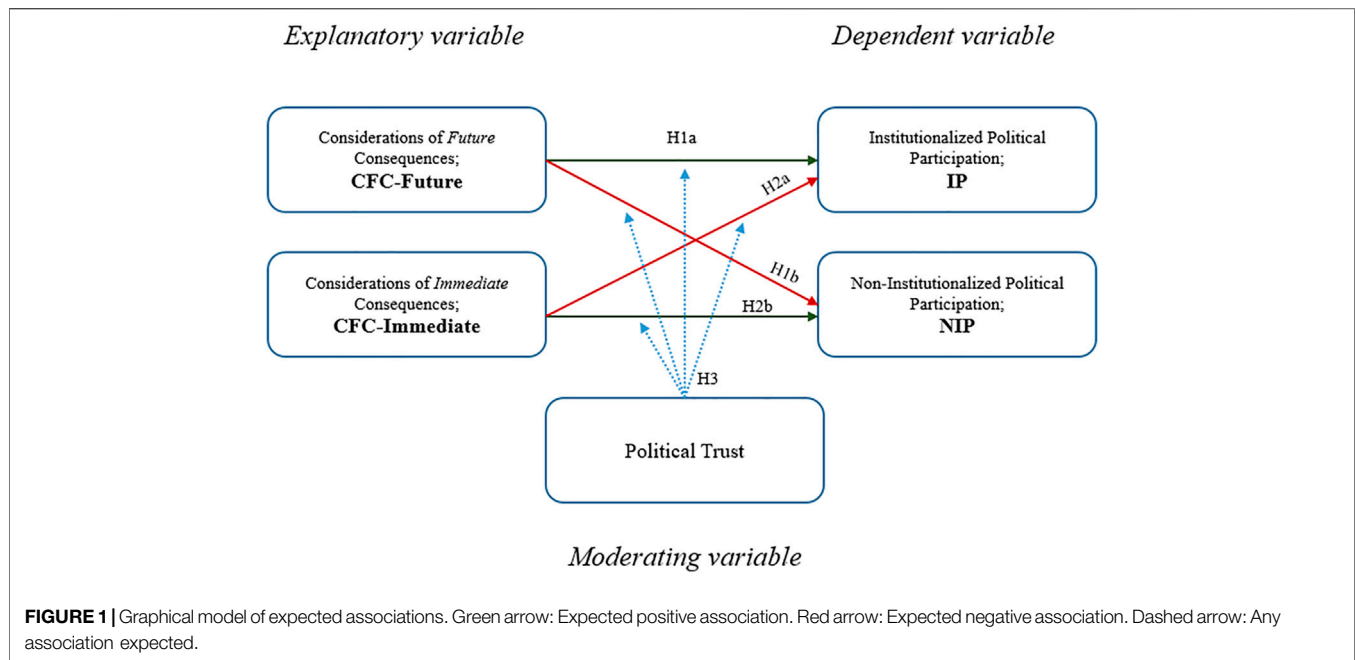 Explanatory variable
Dependent variable
Considerations of Future
Consequences;
CFC-Future
H1a
Institutionalized Political
Participation;
IP
H2a
Considerations of Immediate
Consequences;
CFC-Immediate
H1b
H2b
Non-Institutionalized Political
Participation;
NIP
H3
Political Trust
Moderating variable
FIGURE 1 | Graphical model of expected associations. Green arrow: Expected positive association. Red arrow: Expected negative association. Dashed arrow: Any
association expected.